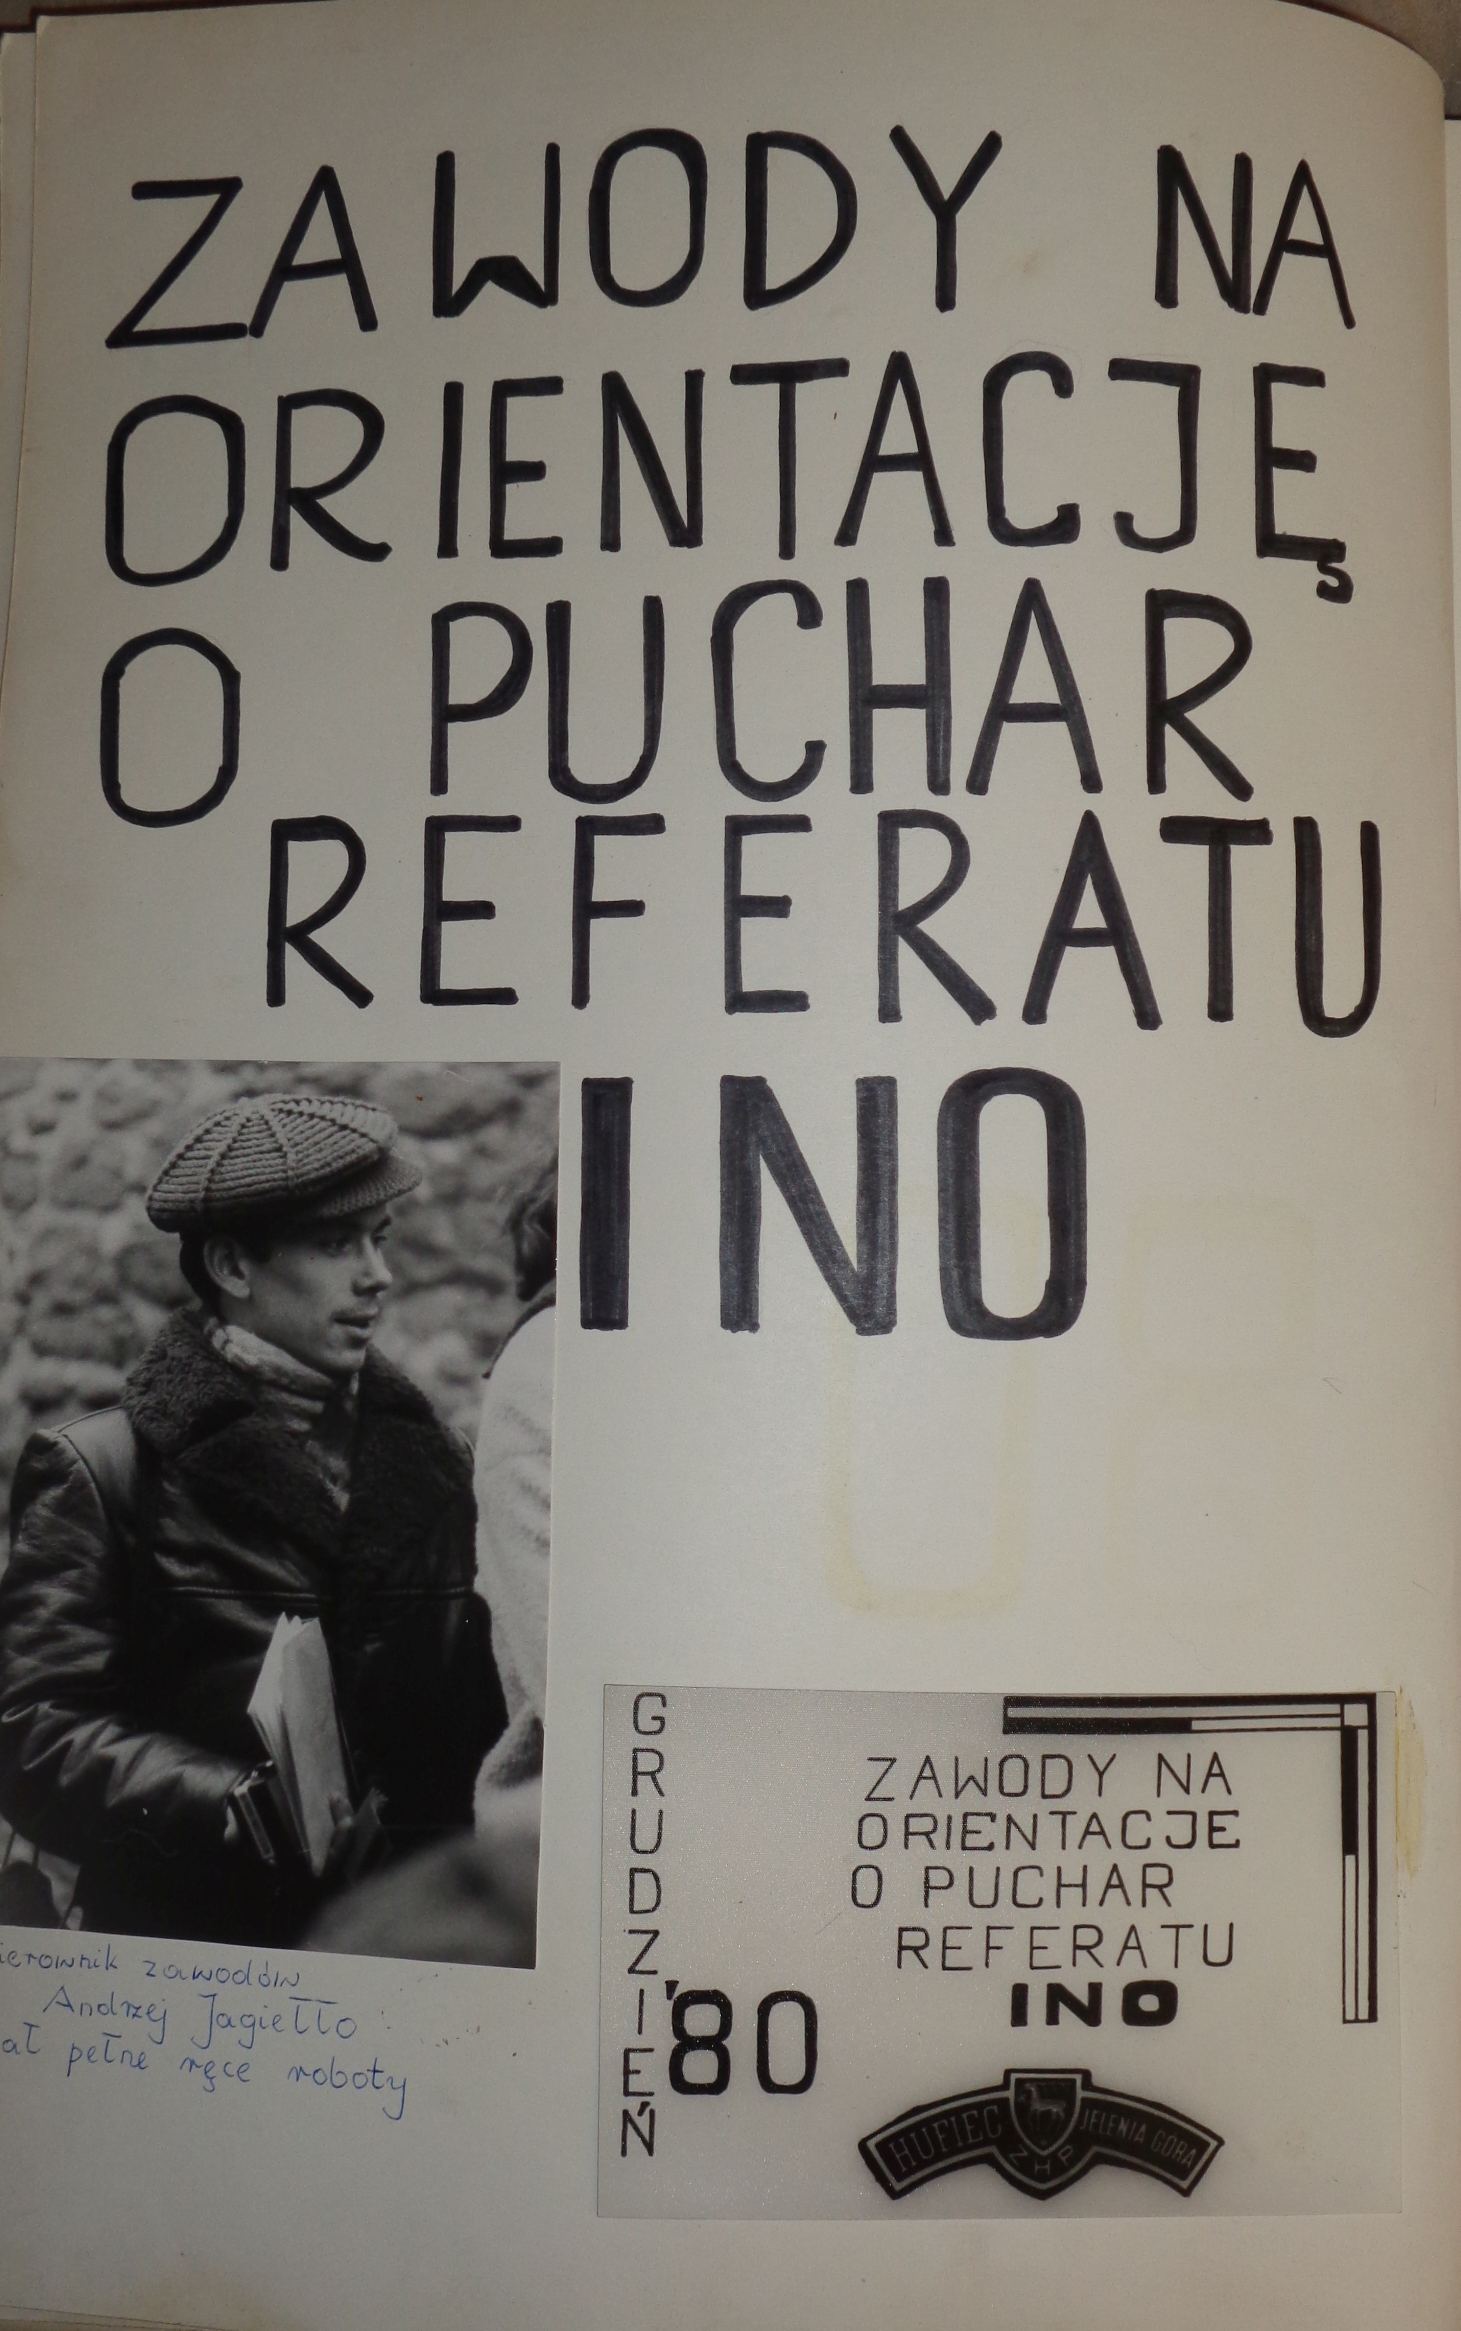 ZAWODY NA
ORIENTACJĘ
O PUCHAR
REFERATU
INO
ierownik zawodów
Andrzej Jagiełło
ał pełne ręce roboty
GRUDZIEŃ
'80
ZAWODY NA
ORIENTACJE
O PUCHAR
REFERATU
INO
HUFIEC JELENIA GÓRA
ZHP